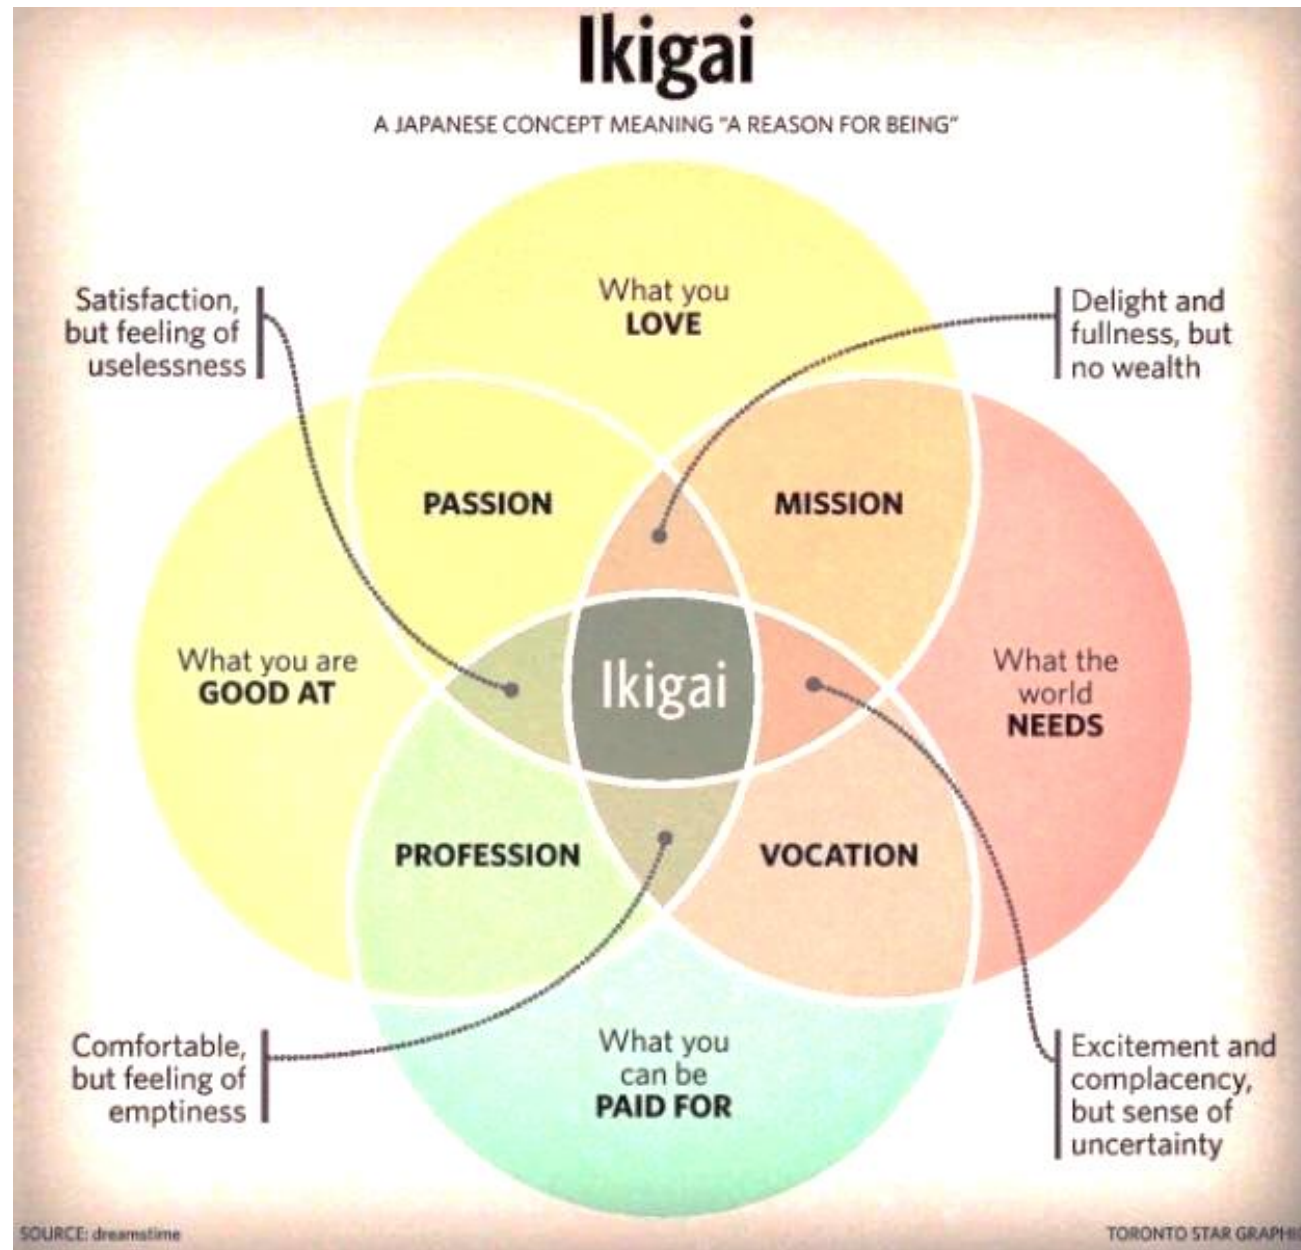 Ikigai
A JAPANESE CONCEPT MEANING "A REASON FOR BEING"
What you
LOVE
Satisfaction,
but feeling of
uselessness
Delight and
fullness, but
no wealth
PASSION
MISSION
What you are
GOOD AT
Ikigai
What the
world
NEEDS
PROFESSION
VOCATION
What you
can be
PAID FOR
Comfortable,
but feeling of
emptiness
Excitement and
complacency,
but sense of
uncertainty
SOURCE: dreamstime
TORONTO STAR